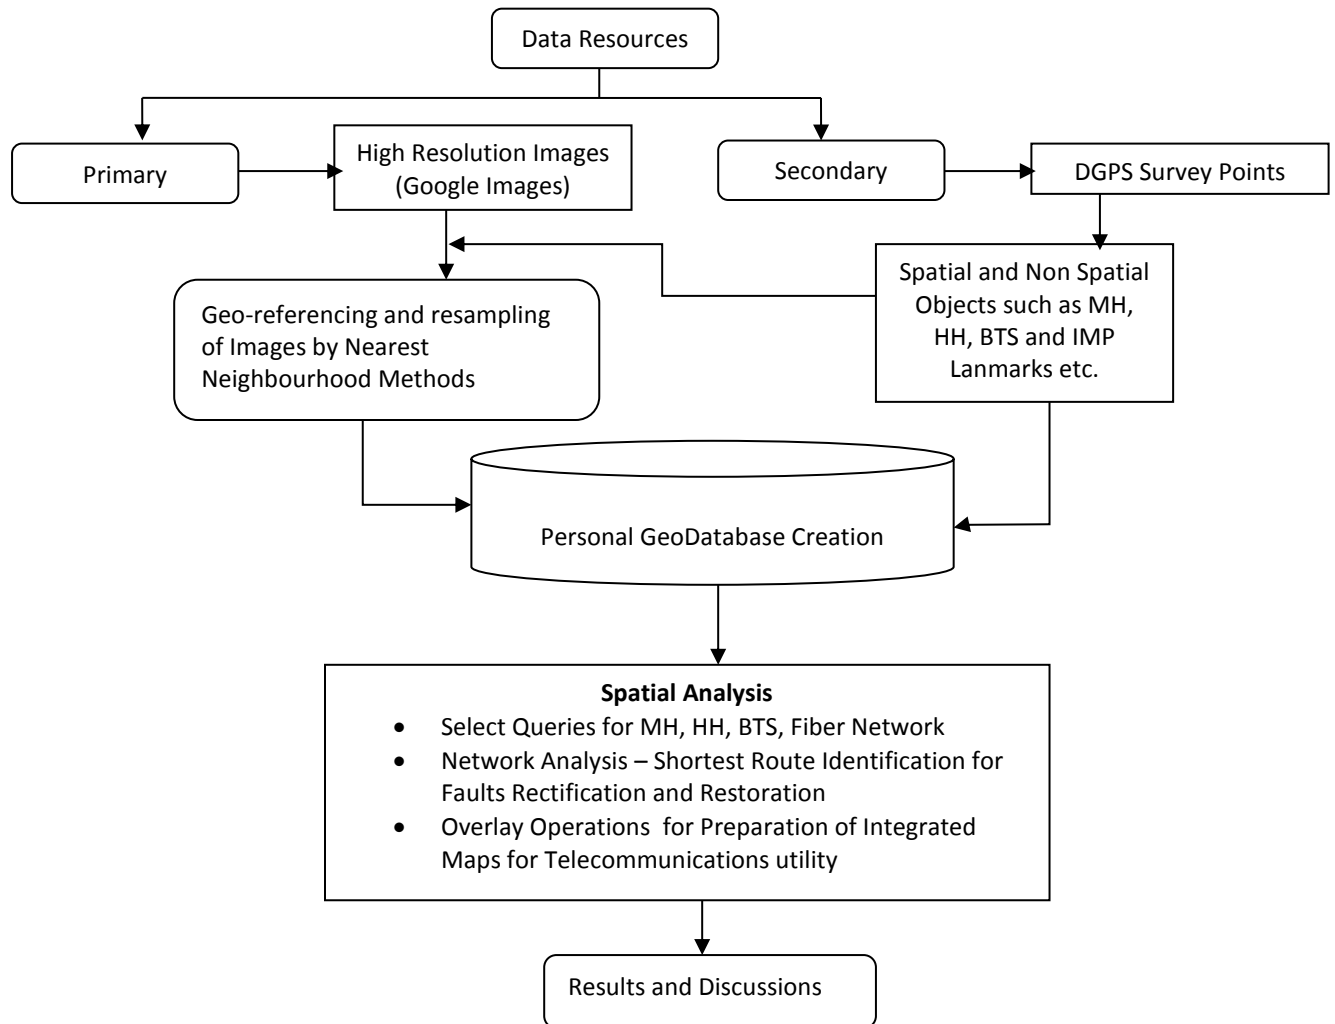 Data Resources
Primary
High Resolution Images
(Google Images)
Secondary
DGPS Survey Points
Geo-referencing and resampling
of Images by Nearest
Neighbourhood Methods
Spatial and Non Spatial
Objects such as MH,
HH, BTS and IMP
Lanmarks etc.
Personal GeoDatabase Creation
Spatial Analysis
• Select Queries for MH, HH, BTS, Fiber Network
• Network Analysis – Shortest Route Identification for
Faults Rectification and Restoration
• Overlay Operations for Preparation of Integrated
Maps for Telecommunications utility
Results and Discussions